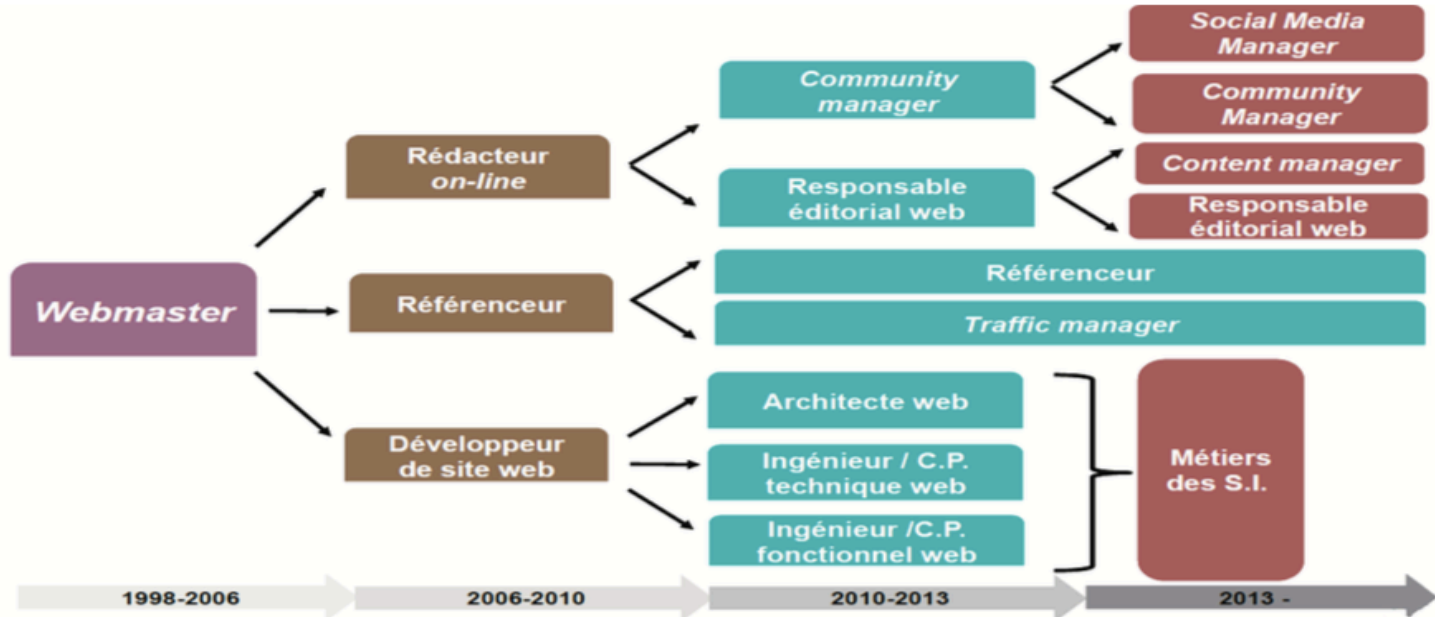 Webmaster
Rédacteur
on-line
Référenceur
Développeur
de site web
Community
manager
Responsable
éditorial web
Référenceur
Traffic manager
Architecte web
Ingénieur / C.P.
technique web
Ingénieur /C.P.
fonctionnel web
Social Media
Manager
Community
Manager
Content manager
Responsable
éditorial web
Métiers
des S.I.
1998-2006
2006-2010
2010-2013
2013 -